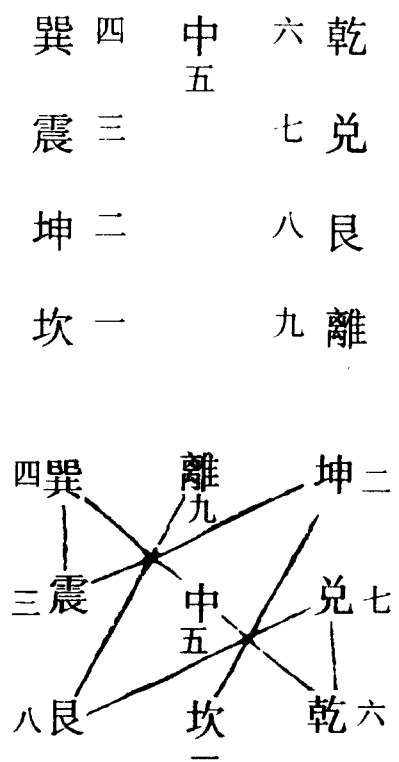 巽 四 中 六 乾
五
震 三 七 兑
坤 二 八 艮
坎 一 九 離
四 巽 離 坤 二
九
三 震 中 兑 七
五
八 艮 坎 乾 六
一